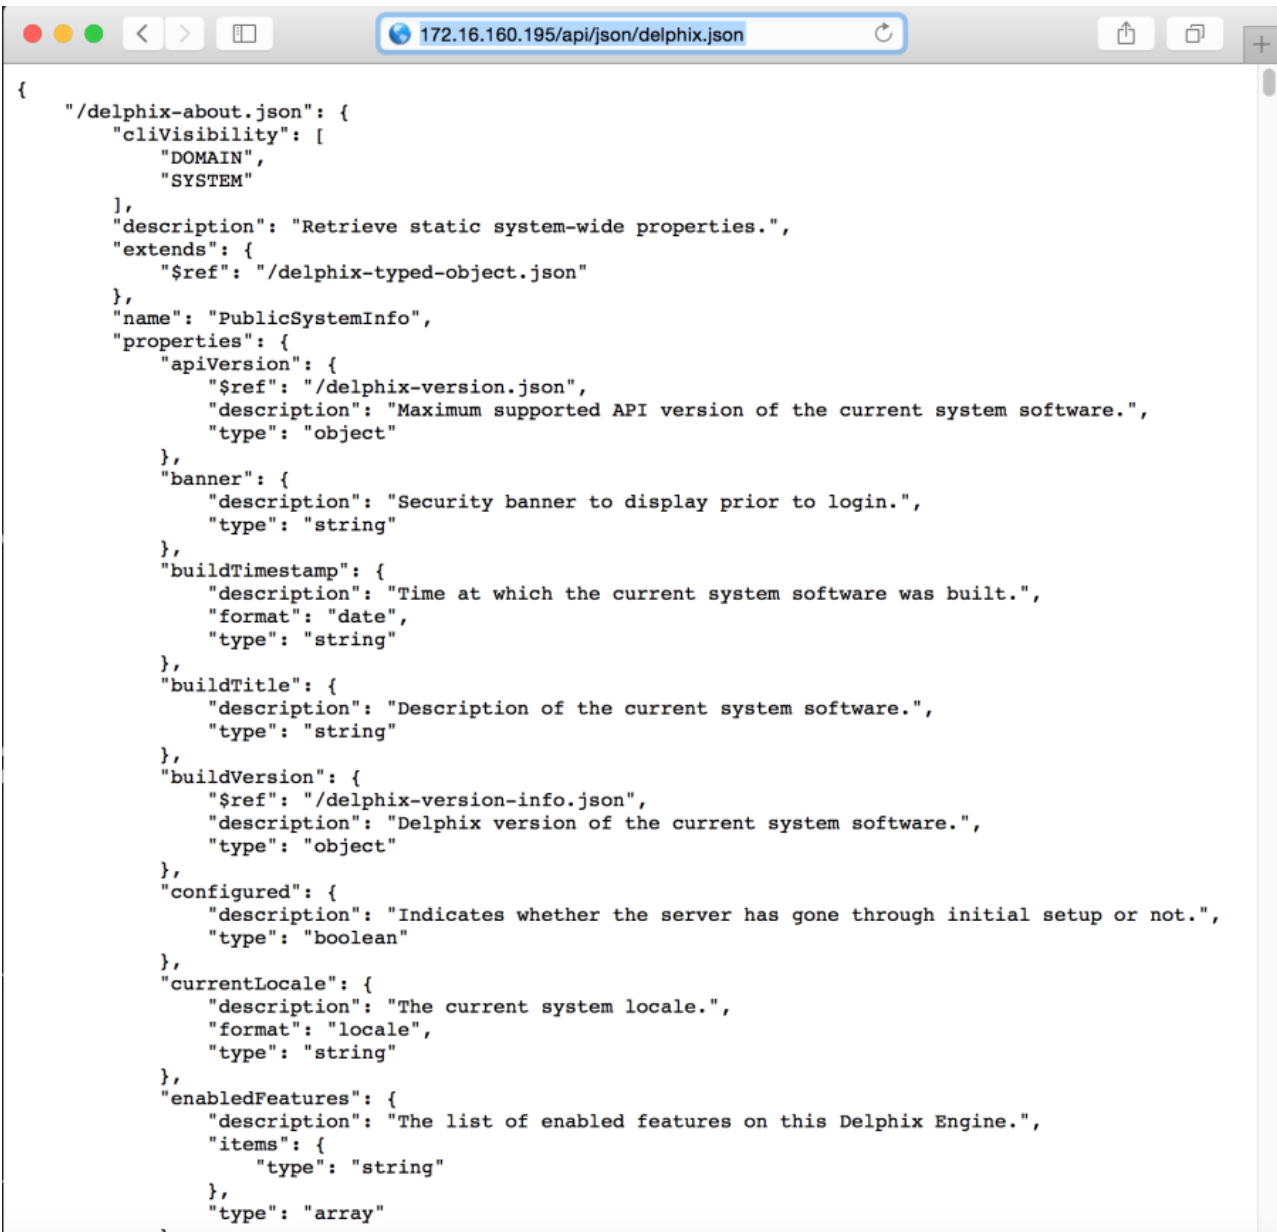 172.16.160.195/api/json/delphix.json
{
    "/delphix-about.json": {
        "cliVisibility": [
            "DOMAIN",
            "SYSTEM"
        ],
        "description": "Retrieve static system-wide properties.",
        "extends": {
            "$ref": "/delphix-typed-object.json"
        },
        "name": "PublicSystemInfo",
        "properties": {
            "apiVersion": {
                "$ref": "/delphix-version.json",
                "description": "Maximum supported API version of the current system software.",
                "type": "object"
            },
            "banner": {
                "description": "Security banner to display prior to login.",
                "type": "string"
            },
            "buildTimestamp": {
                "description": "Time at which the current system software was built.",
                "format": "date",
                "type": "string"
            },
            "buildTitle": {
                "description": "Description of the current system software.",
                "type": "string"
            },
            "buildVersion": {
                "$ref": "/delphix-version-info.json",
                "description": "Delphix version of the current system software.",
                "type": "object"
            },
            "configured": {
                "description": "Indicates whether the server has gone through initial setup or not.",
                "type": "boolean"
            },
            "currentLocale": {
                "description": "The current system locale.",
                "format": "locale",
                "type": "string"
            },
            "enabledFeatures": {
                "description": "The list of enabled features on this Delphix Engine.",
                "items": {
                    "type": "string"
                },
                "type": "array"